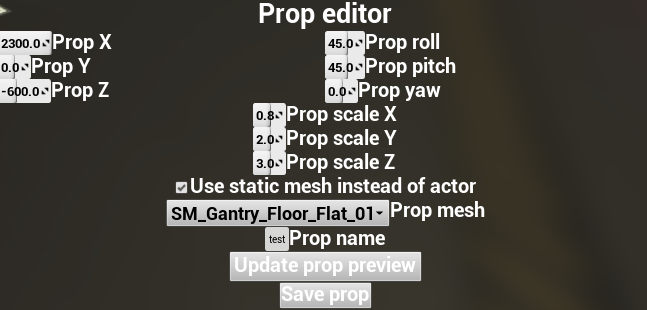 Prop editor
2300.0 Prop X 45.0 Prop roll
0.0 Prop Y 45.0 Prop pitch
-600.0 Prop Z 0.0 Prop yaw
0.8 Prop scale X
2.0 Prop scale Y
3.0 Prop scale Z
Use static mesh instead of actor
SM_Gantry_Floor_Flat_01 Prop mesh
test Prop name
Update prop preview
Save prop